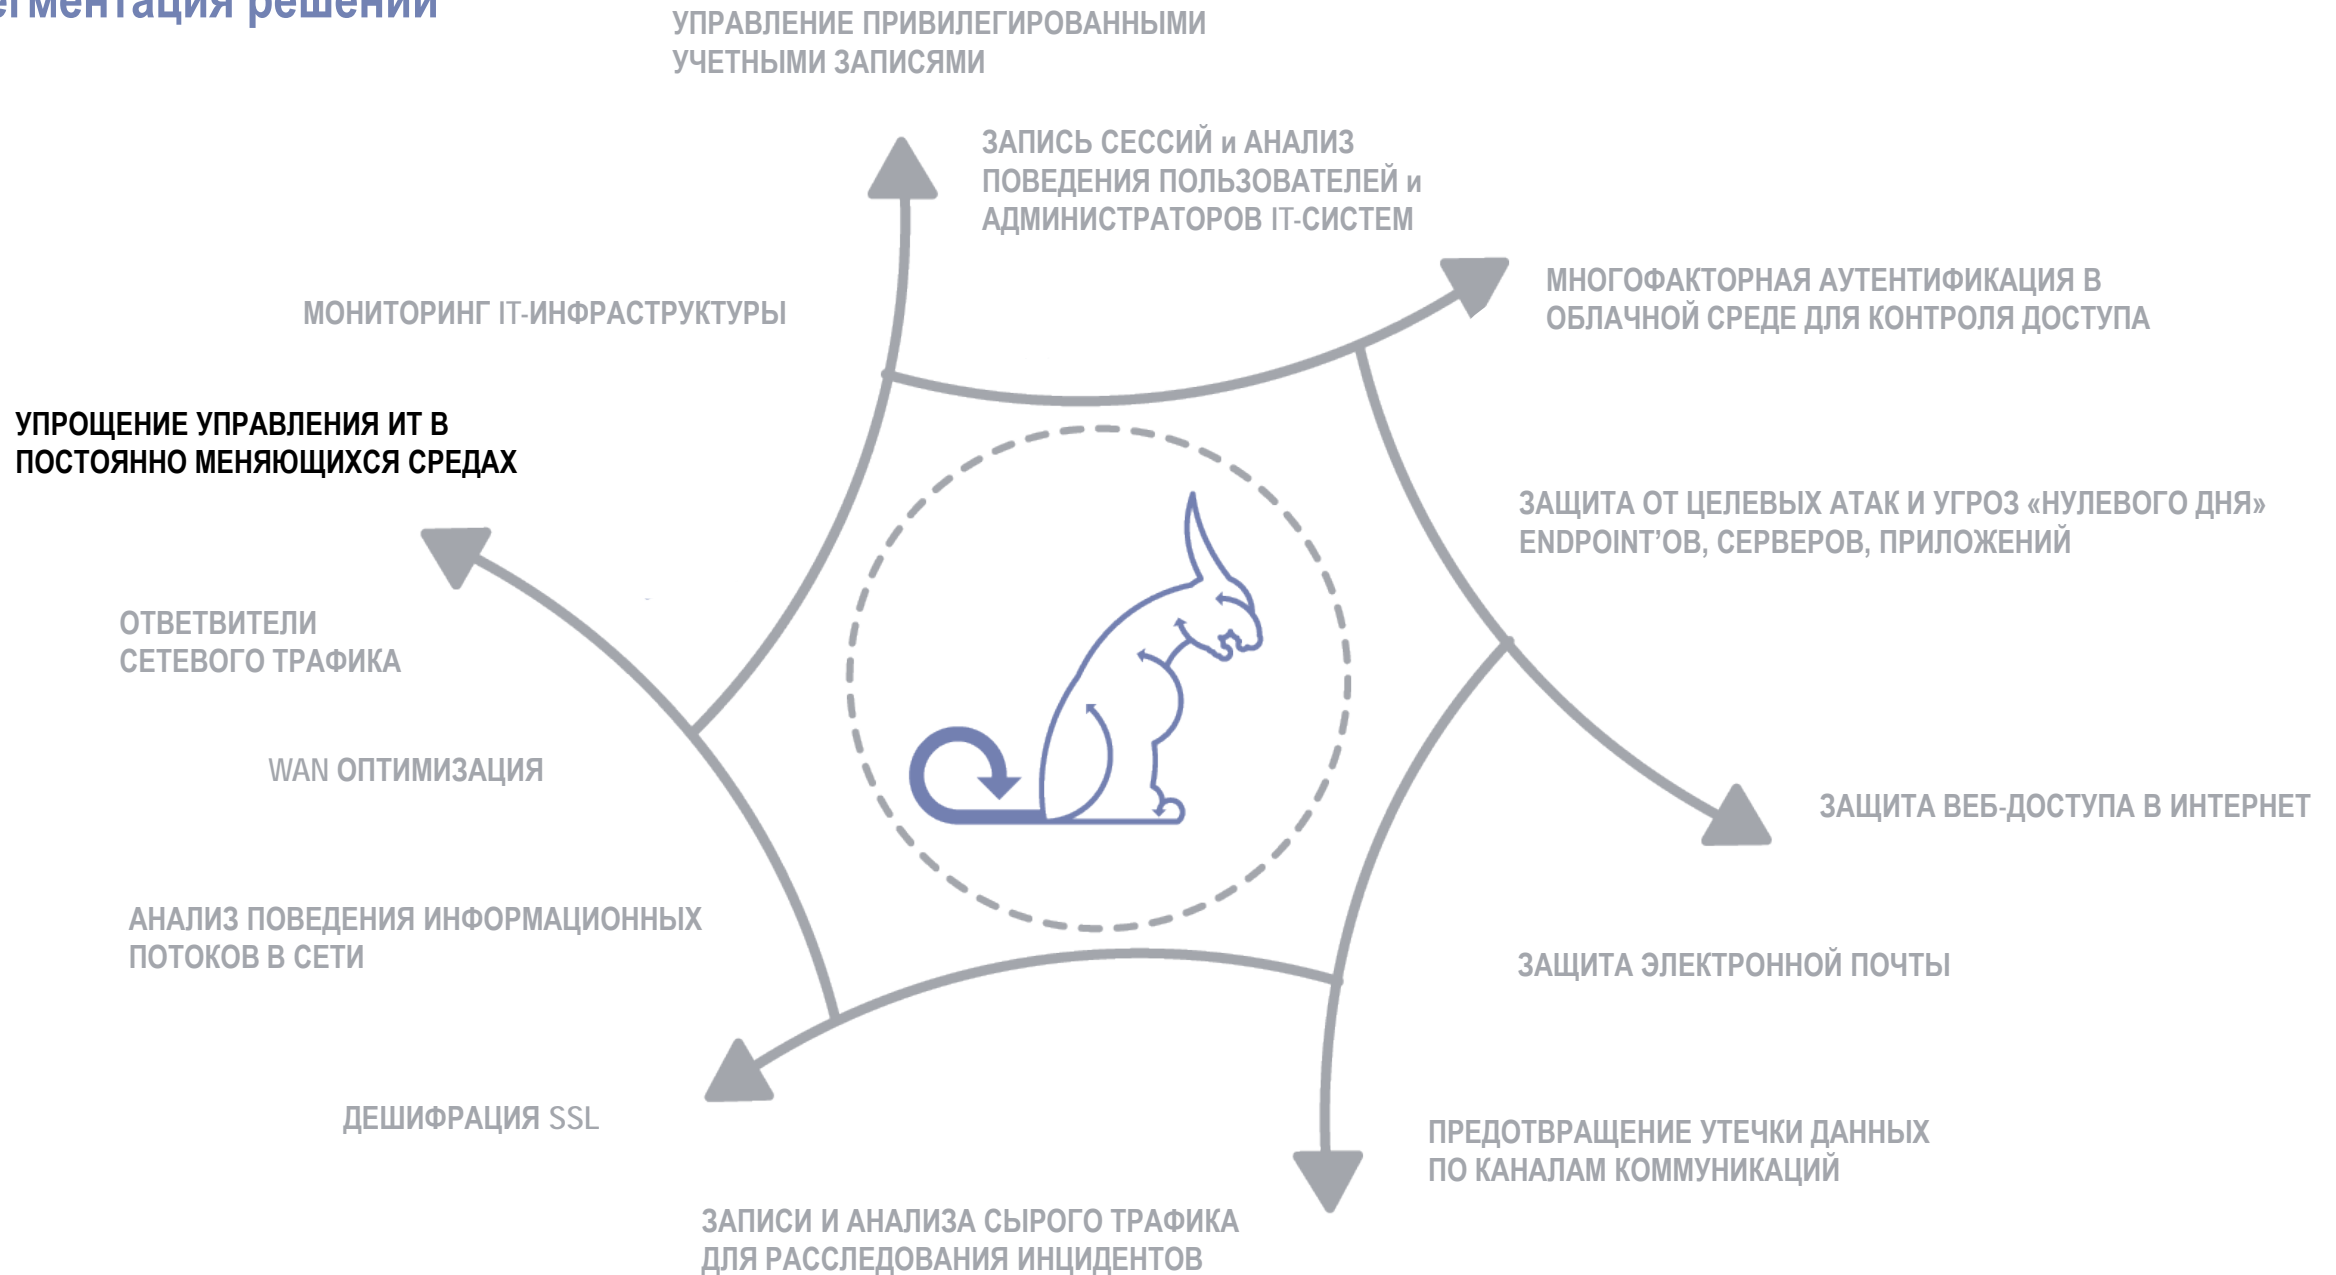 егментация решений
УПРАВЛЕНИЕ ПРИВИЛЕГИРОВАННЫМИ
УЧЕТНЫМИ ЗАПИСЯМИ
ЗАПИСЬ СЕССИЙ и АНАЛИЗ
ПОВЕДЕНИЯ ПОЛЬЗОВАТЕЛЕЙ и
АДМИНИСТРАТОРОВ IT-СИСТЕМ
МНОГОФАКТОРНАЯ АУТЕНТИФИКАЦИЯ В
ОБЛАЧНОЙ СРЕДЕ ДЛЯ КОНТРОЛЯ ДОСТУПА
МОНИТОРИНГ IT-ИНФРАСТРУКТУРЫ
УПРОЩЕНИЕ УПРАВЛЕНИЯ ИТ В
ПОСТОЯННО МЕНЯЮЩИХСЯ СРЕДАХ
ЗАЩИТА ОТ ЦЕЛЕВЫХ АТАК И УГРОЗ «НУЛЕВОГО ДНЯ»
ENDPOINT’ОВ, СЕРВЕРОВ, ПРИЛОЖЕНИЙ
ОТВЕТВИТЕЛИ
СЕТЕВОГО ТРАФИКА
WAN ОПТИМИЗАЦИЯ
ЗАЩИТА ВЕБ-ДОСТУПА В ИНТЕРНЕТ
АНАЛИЗ ПОВЕДЕНИЯ ИНФОРМАЦИОННЫХ
ПОТОКОВ В СЕТИ
ЗАЩИТА ЭЛЕКТРОННОЙ ПОЧТЫ
ДЕШИФРАЦИЯ SSL
ПРЕДОТВРАЩЕНИЕ УТЕЧКИ ДАННЫХ
ПО КАНАЛАМ КОММУНИКАЦИЙ
ЗАПИСИ И АНАЛИЗА СЫРОГО ТРАФИКА
ДЛЯ РАССЛЕДОВАНИЯ ИНЦИДЕНТОВ